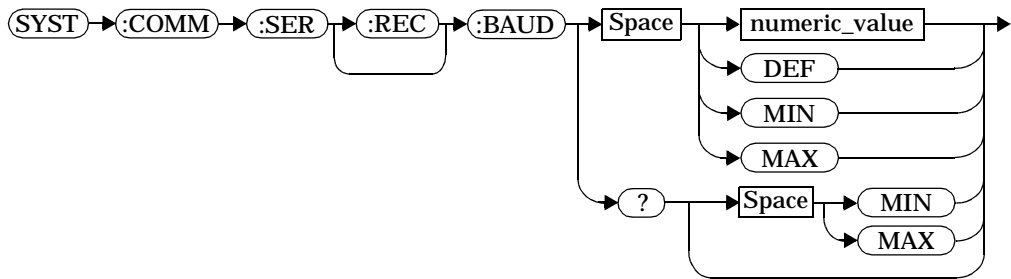 SYST :COMM :SER :REC :BAUD Space numeric_value
DEF
MIN
MAX
? Space MIN
MAX